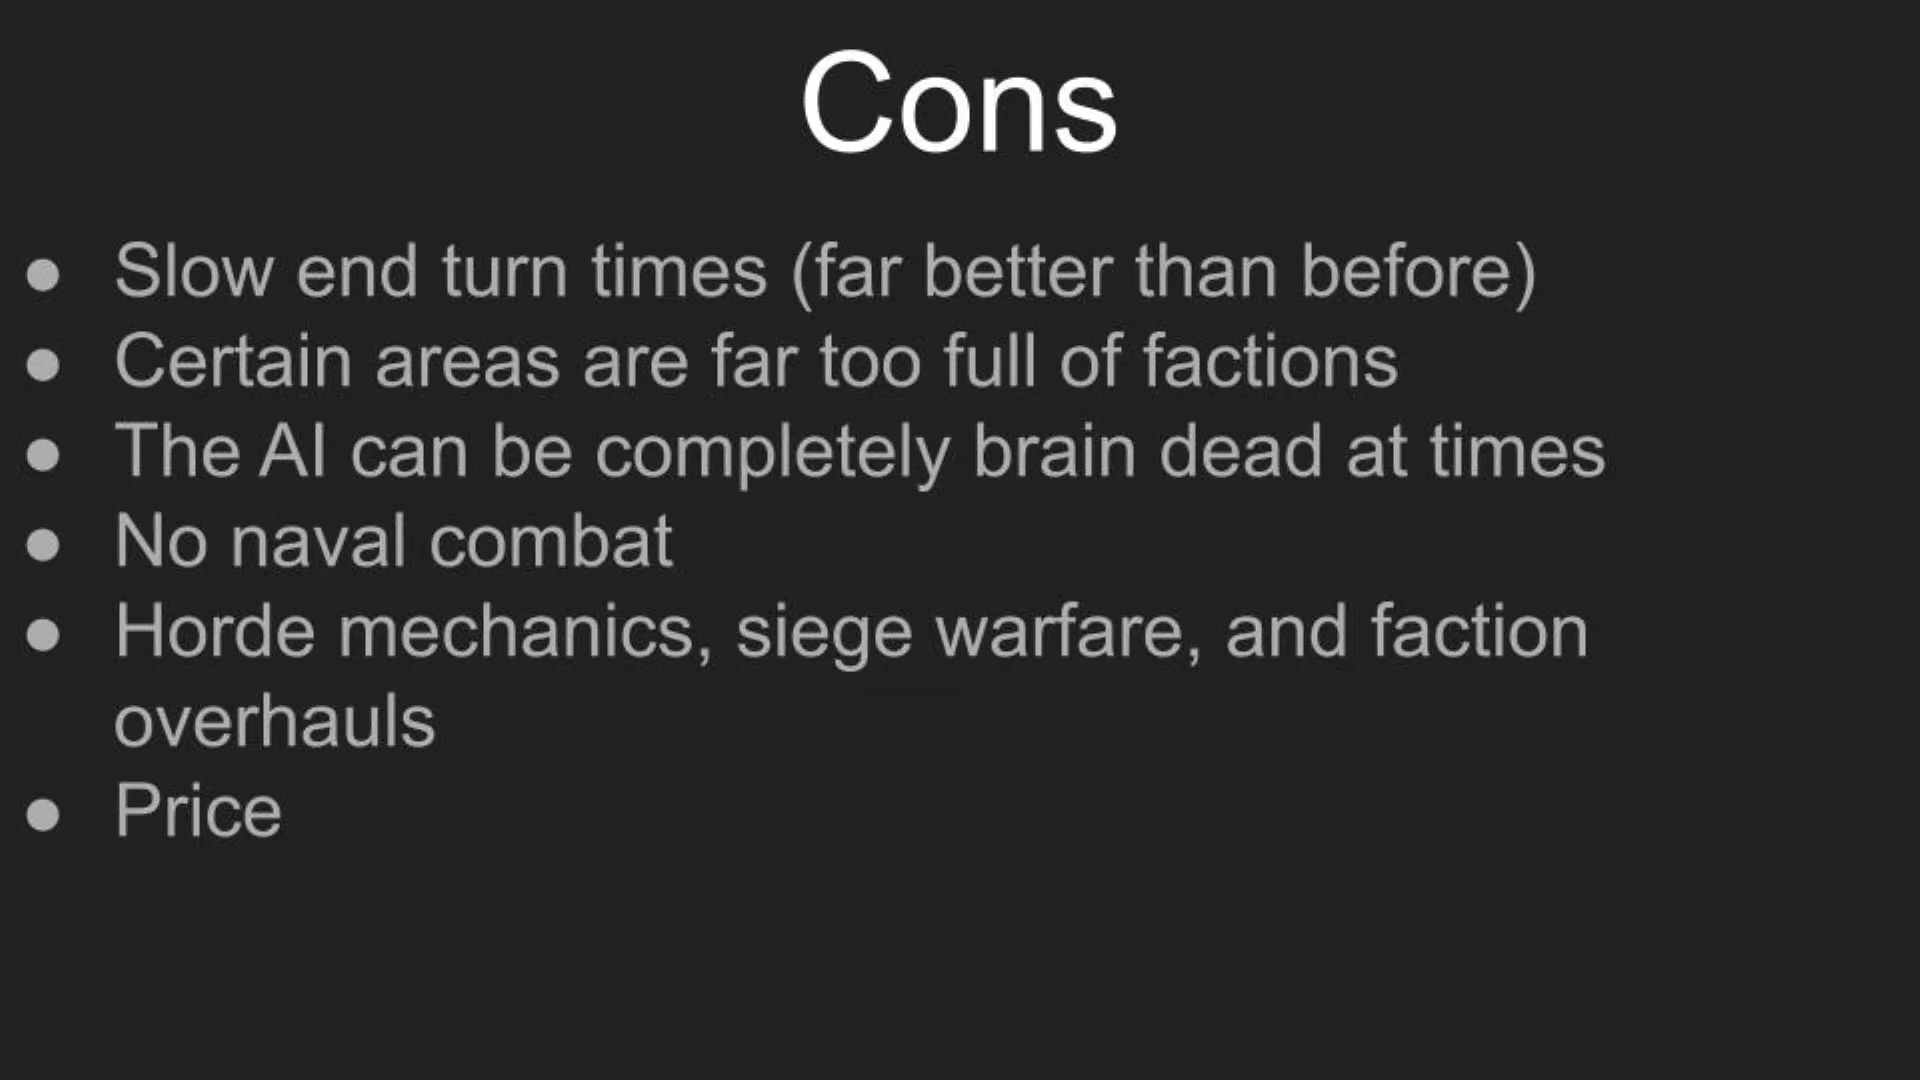 Cons
● Slow end turn times (far better than before)
● Certain areas are far too full of factions
● The AI can be completely brain dead at times
● No naval combat
● Horde mechanics, siege warfare, and faction
overhauls
● Price